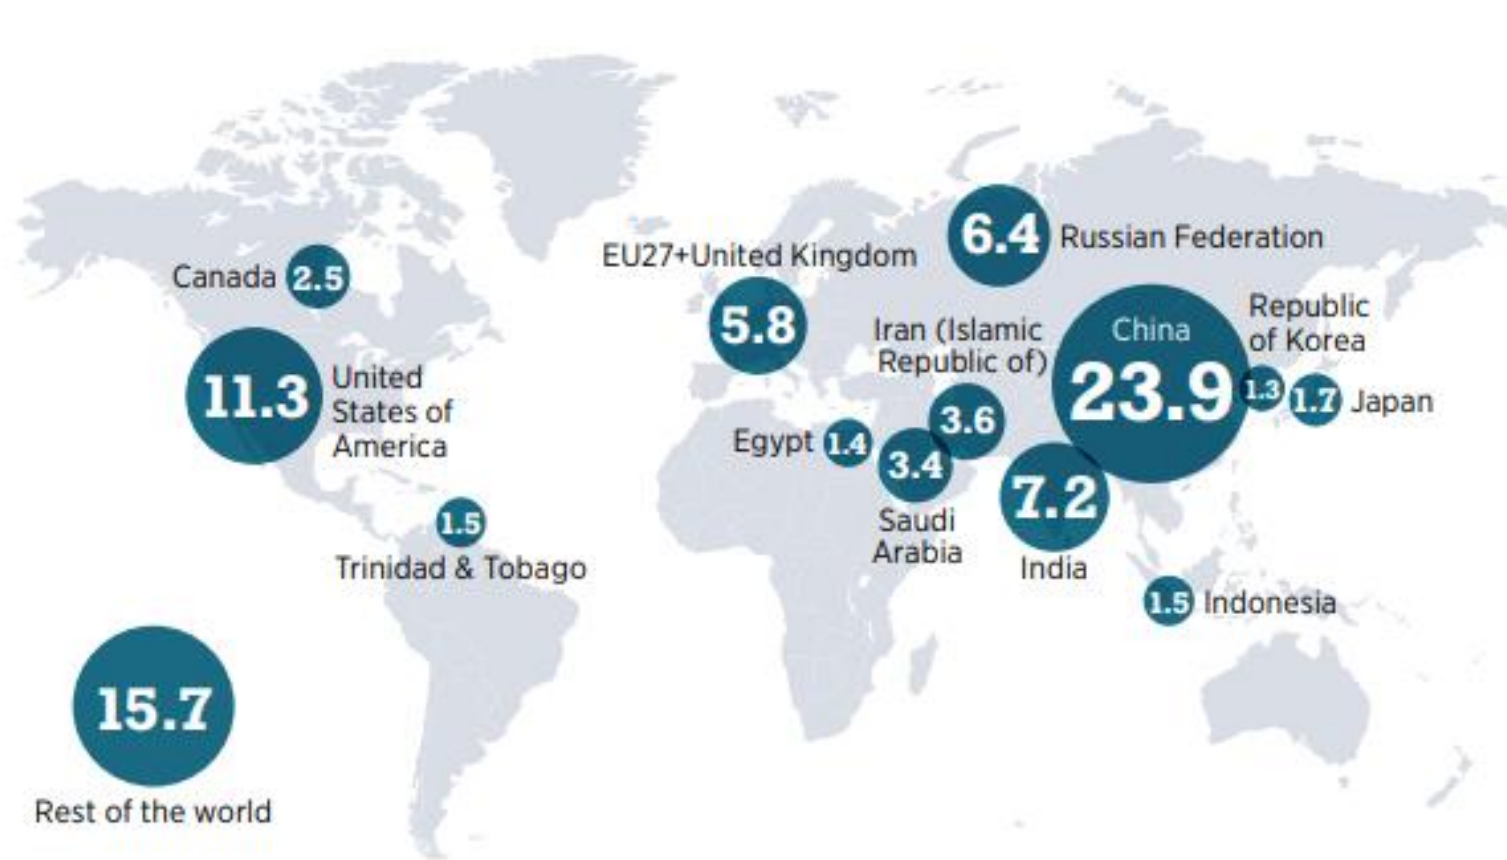 6.4 Russian Federation
EU27+United Kingdom
5.8
Canada 2.5
Republic
of Korea
1.3
China
23.9
Iran (Islamic
Republic of)
3.6
11.3
United
States of
America
1.7 Japan
Egypt 1.4
3.4
Saudi
Arabia
7.2
India
1.5
Trinidad & Tobago
1.5 Indonesia
15.7
Rest of the world